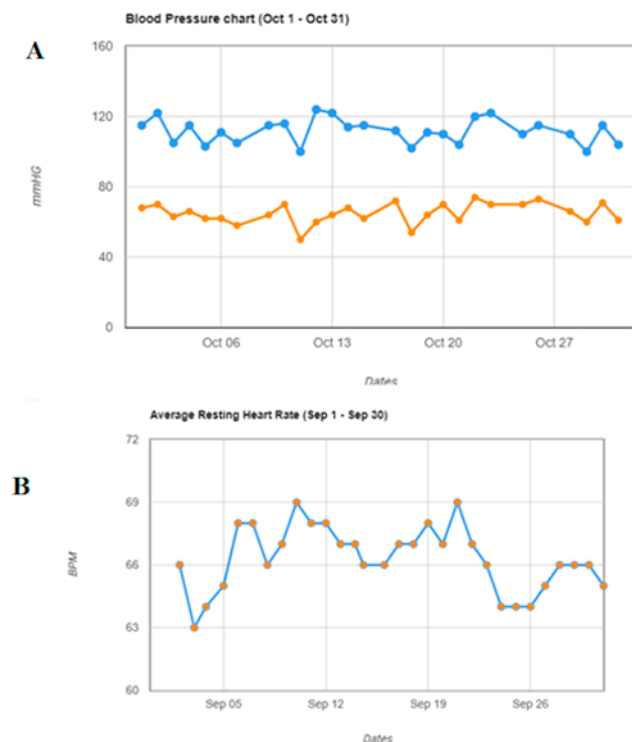 Blood Pressure chart (Oct 1 - Oct 31)
A
160
120
mmHG
80
40
0
Oct 06 Oct 13 Oct 20 Oct 27
Dates
Average Resting Heart Rate (Sep 1 - Sep 30)
72
B
69
BPM
66
63
60
Sep 05 Sep 12 Sep 19 Sep 26
Dates